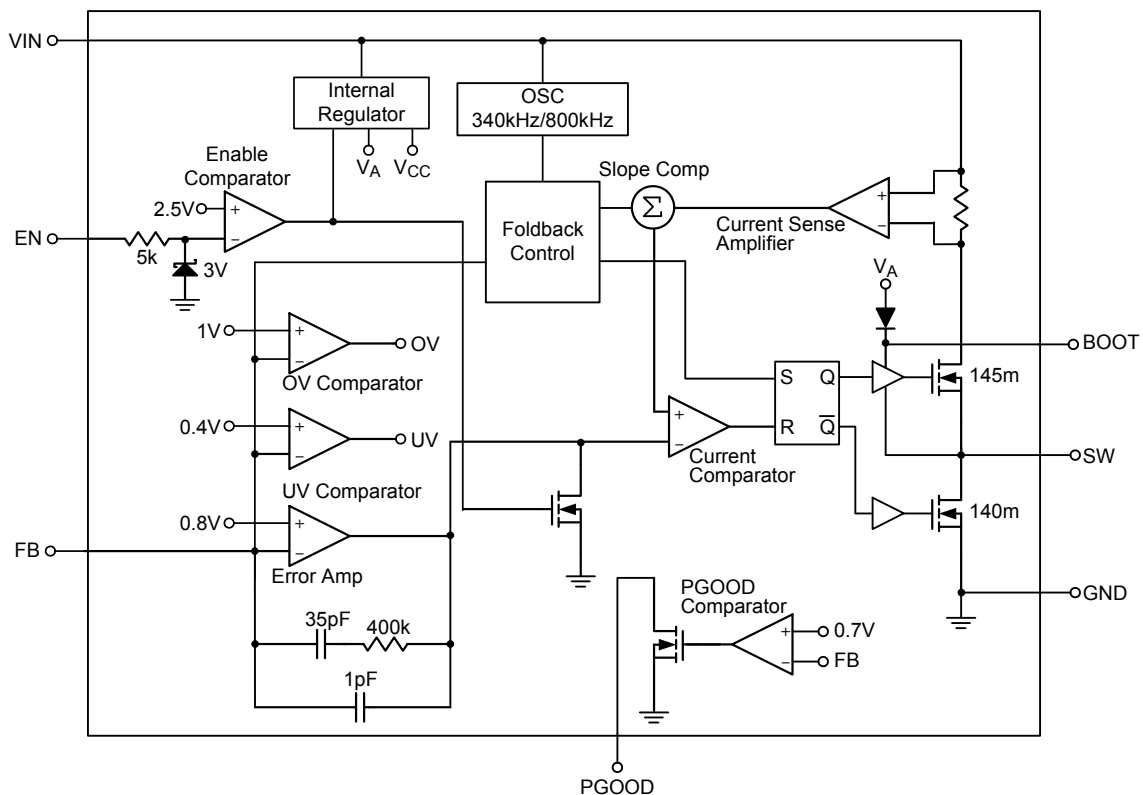 VIN
Internal
Regulator
OSC
340kHz/800kHz
VA
VCC
Enable
Comparator
2.5V
+
−
EN
5k
3V
Foldback
Control
Slope Comp
Σ
+
−
Current Sense
Amplifier
VA
BOOT
1V
+
−
OV
OV Comparator
S
Q
R
Q̅
145m
0.4V
+
−
UV
UV Comparator
+
−
Current
Comparator
SW
0.8V
+
−
FB
Error Amp
140m
PGOOD
Comparator
GND
35pF
400k
+
0.7V
−
FB
1pF
PGOOD